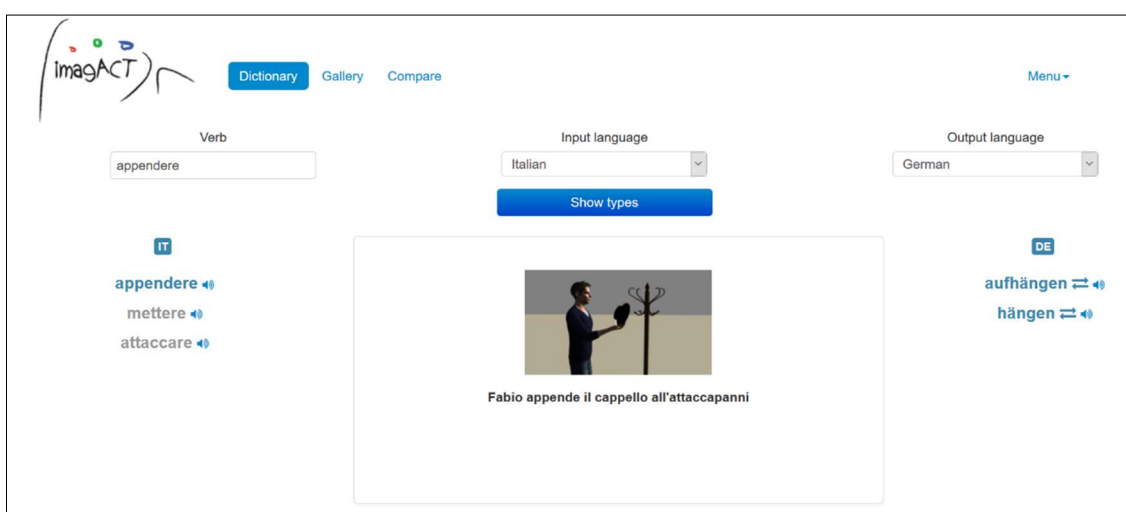 imagACT
Dictionary Gallery Compare Menu
Verb Input language Output language
appendere Italian German
Show types
IT DE
appendere aufhängen
mettere hängen
attaccare
Fabio appende il cappello all'attaccapanni